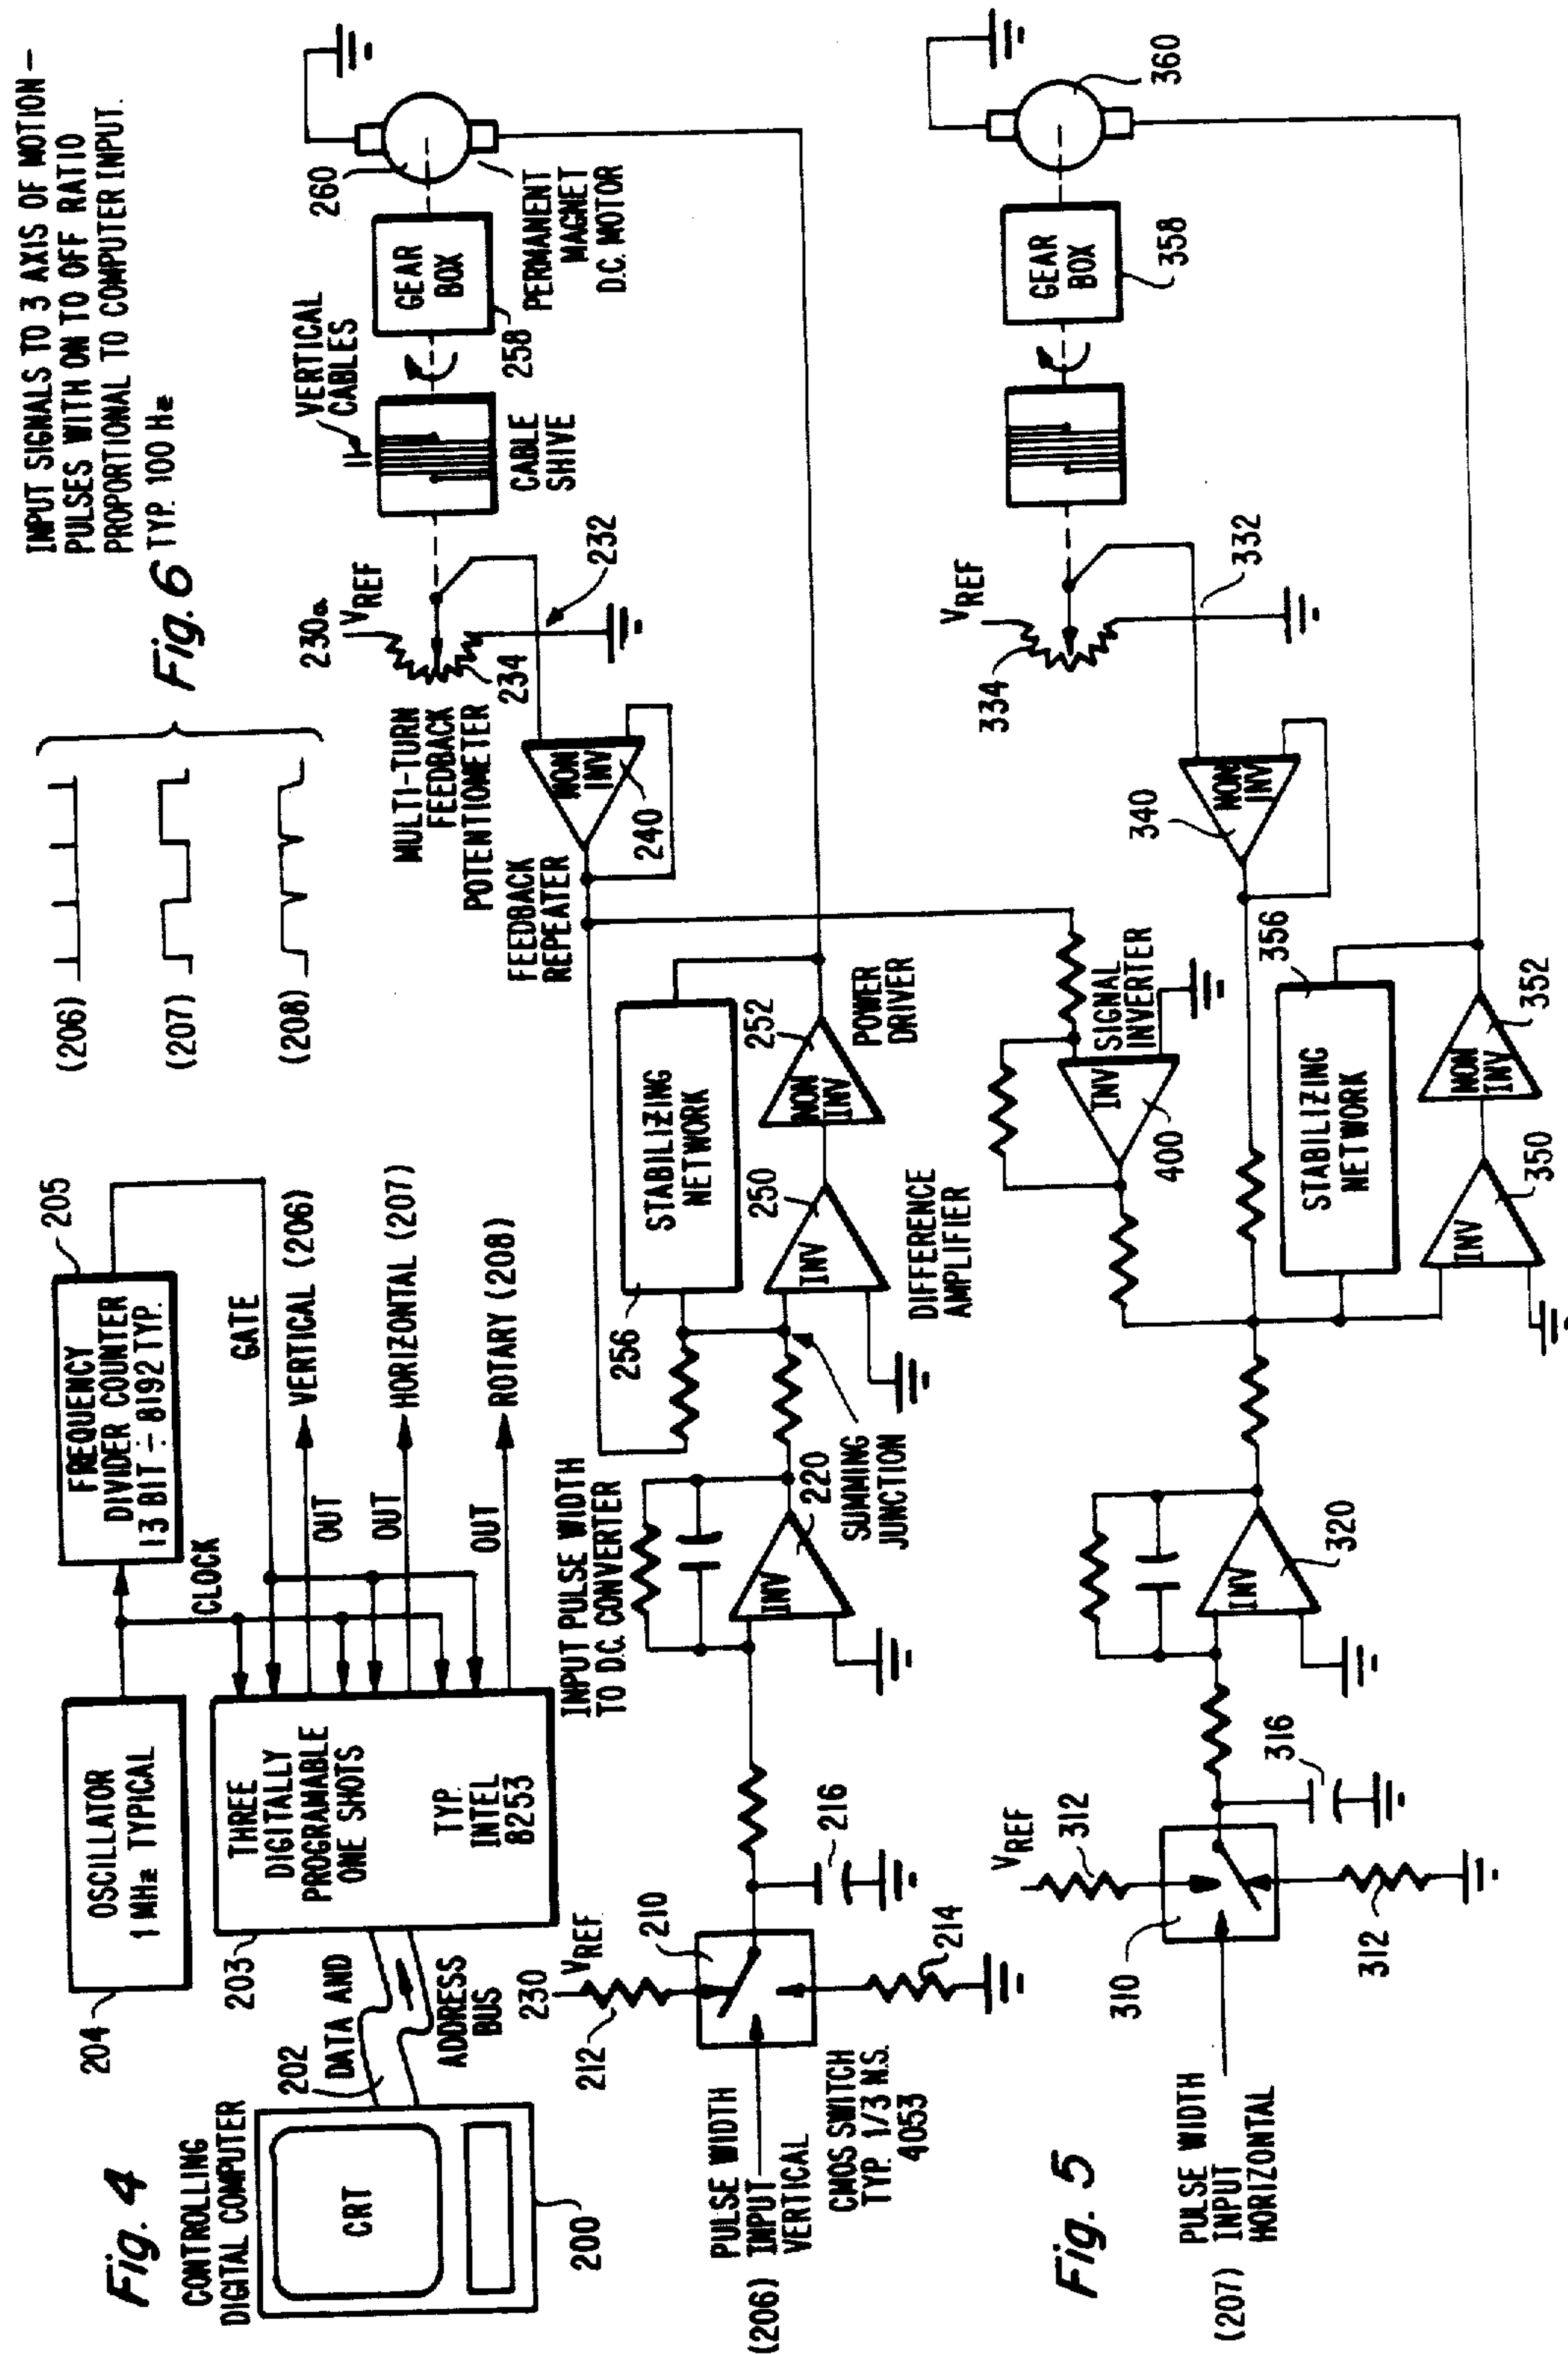 Fig. 4
CONTROLLING
DIGITAL COMPUTER
CRT
200
202
DATA AND
ADDRESS
BUS
204
OSCILLATOR
1 MHz TYPICAL
203
THREE
DIGITALLY
PROGRAMABLE
ONE SHOTS
TYP.
INTEL
8253
205
FREQUENCY
DIVIDER COUNTER
13 BIT ÷ 8192 TYP.
CLOCK
GATE
OUT
VERTICAL (206)
OUT
HORIZONTAL (207)
OUT
ROTARY (208)
(206)
(207)
(208)
Fig. 6
INPUT SIGNALS TO 3 AXIS OF MOTION –
PULSES WITH ON TO OFF RATIO
PROPORTIONAL TO COMPUTER INPUT.
TYP. 100 Hz
PULSE WIDTH
INPUT
VERTICAL
(206)
CMOS SWITCH
TYP. 1/3 N.S.
4053
230
VREF
212
210
214
216
INPUT PULSE WIDTH
TO D.C. CONVERTER
INV
220
SUMMING
JUNCTION
256
STABILIZING
NETWORK
250
INV
DIFFERENCE
AMPLIFIER
252
NON
INV
POWER
DRIVER
FEEDBACK
REPEATER
NON
INV
240
MULTI-TURN
FEEDBACK
POTENTIOMETER
230a
VREF
234
232
VERTICAL
CABLES
CABLE
SHIVE
GEAR
BOX
258
260
PERMANENT
MAGNET
D.C. MOTOR
SIGNAL
INVERTER
INV
400
Fig. 5
PULSE WIDTH
INPUT
HORIZONTAL
(207)
310
VREF
312
312
316
INV
320
356
STABILIZING
NETWORK
INV
350
NON
INV
352
340
NON
INV
334
VREF
332
GEAR
BOX
358
360